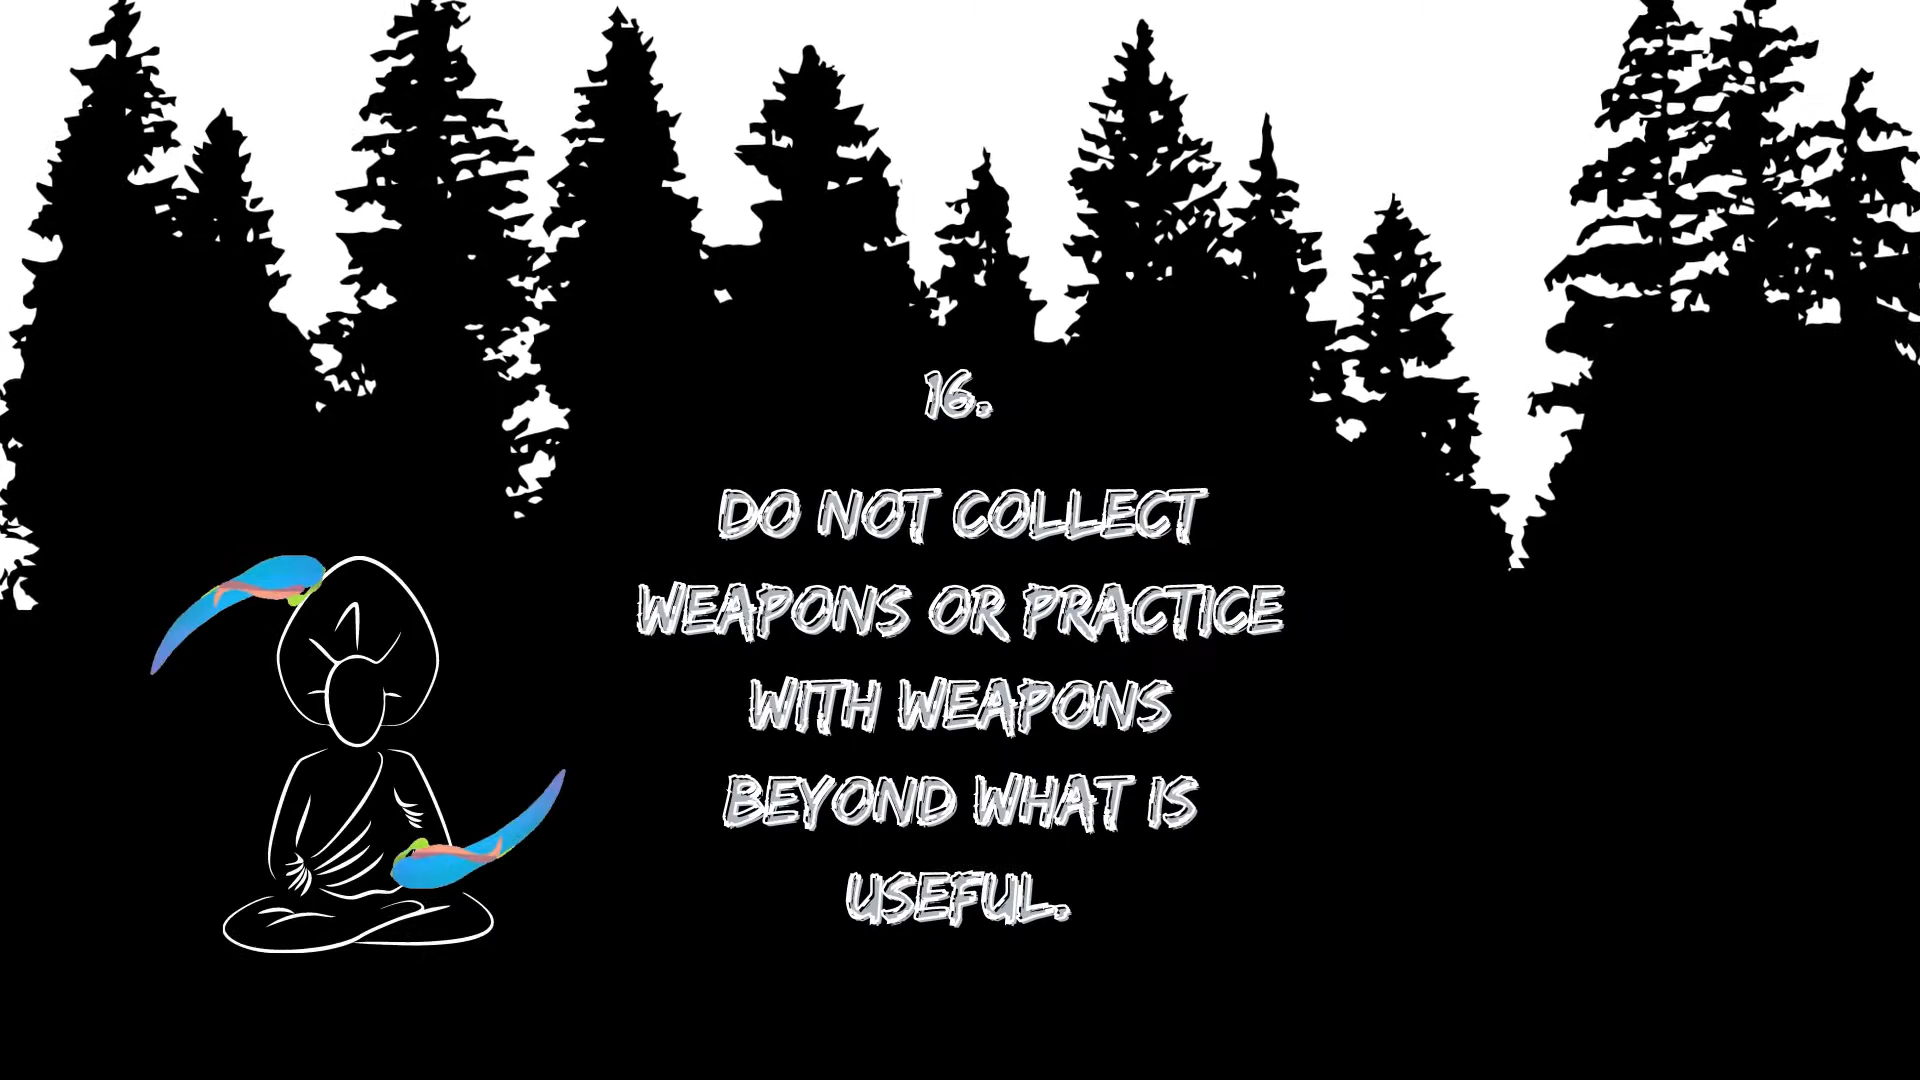 16.
DO NOT COLLECT
WEAPONS OR PRACTICE
WITH WEAPONS
BEYOND WHAT IS
USEFUL.